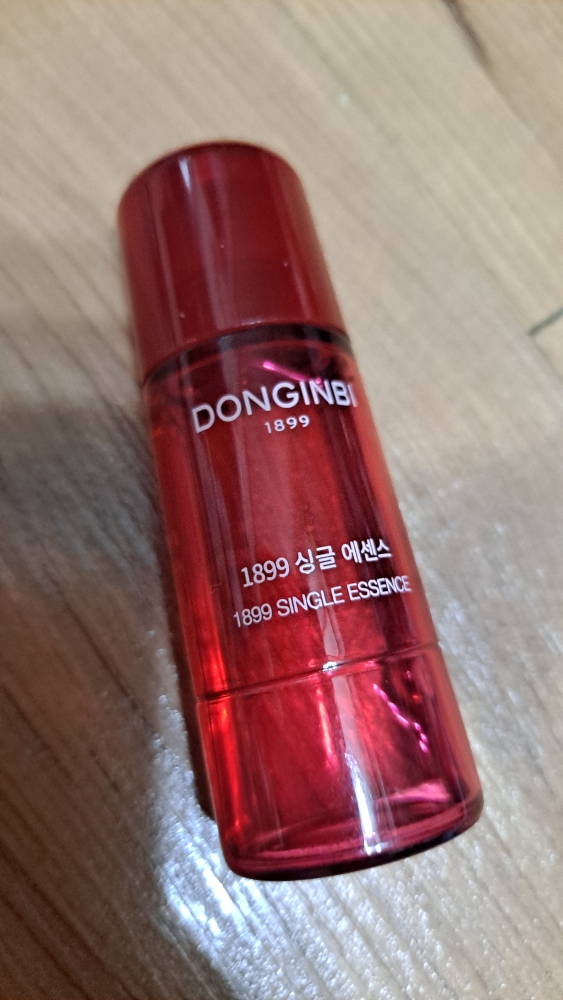 DONGINBI
1899
1899 싱글 에센스
1899 SINGLE ESSENCE